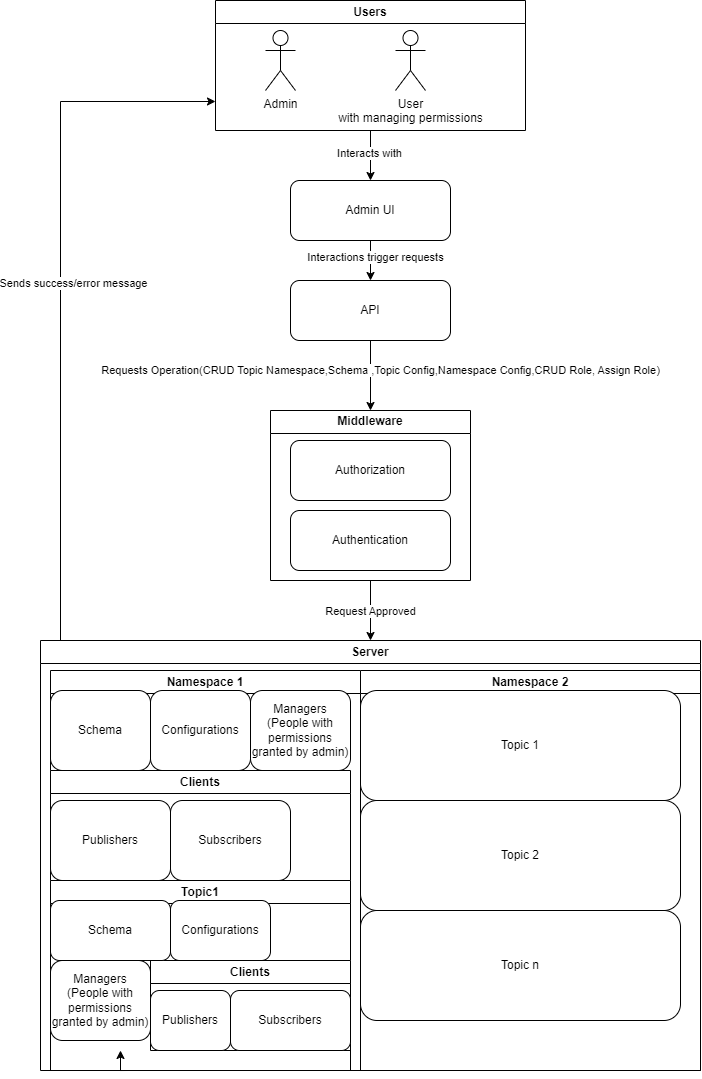 Users
Admin
User
with managing permissions
Interacts with
Admin UI
Interactions trigger requests
Sends success/error message
API
Requests Operation(CRUD Topic Namespace,Schema ,Topic Config,Namespace Config,CRUD Role, Assign Role)
Middleware
Authorization
Authentication
Request Approved
Server
Namespace 1
Schema
Configurations
Managers
(People with
permissions
granted by admin)
Clients
Publishers
Subscribers
Topic1
Schema
Configurations
Managers
(People with
permissions
granted by admin)
Clients
Publishers
Subscribers
Namespace 2
Topic 1
Topic 2
Topic n